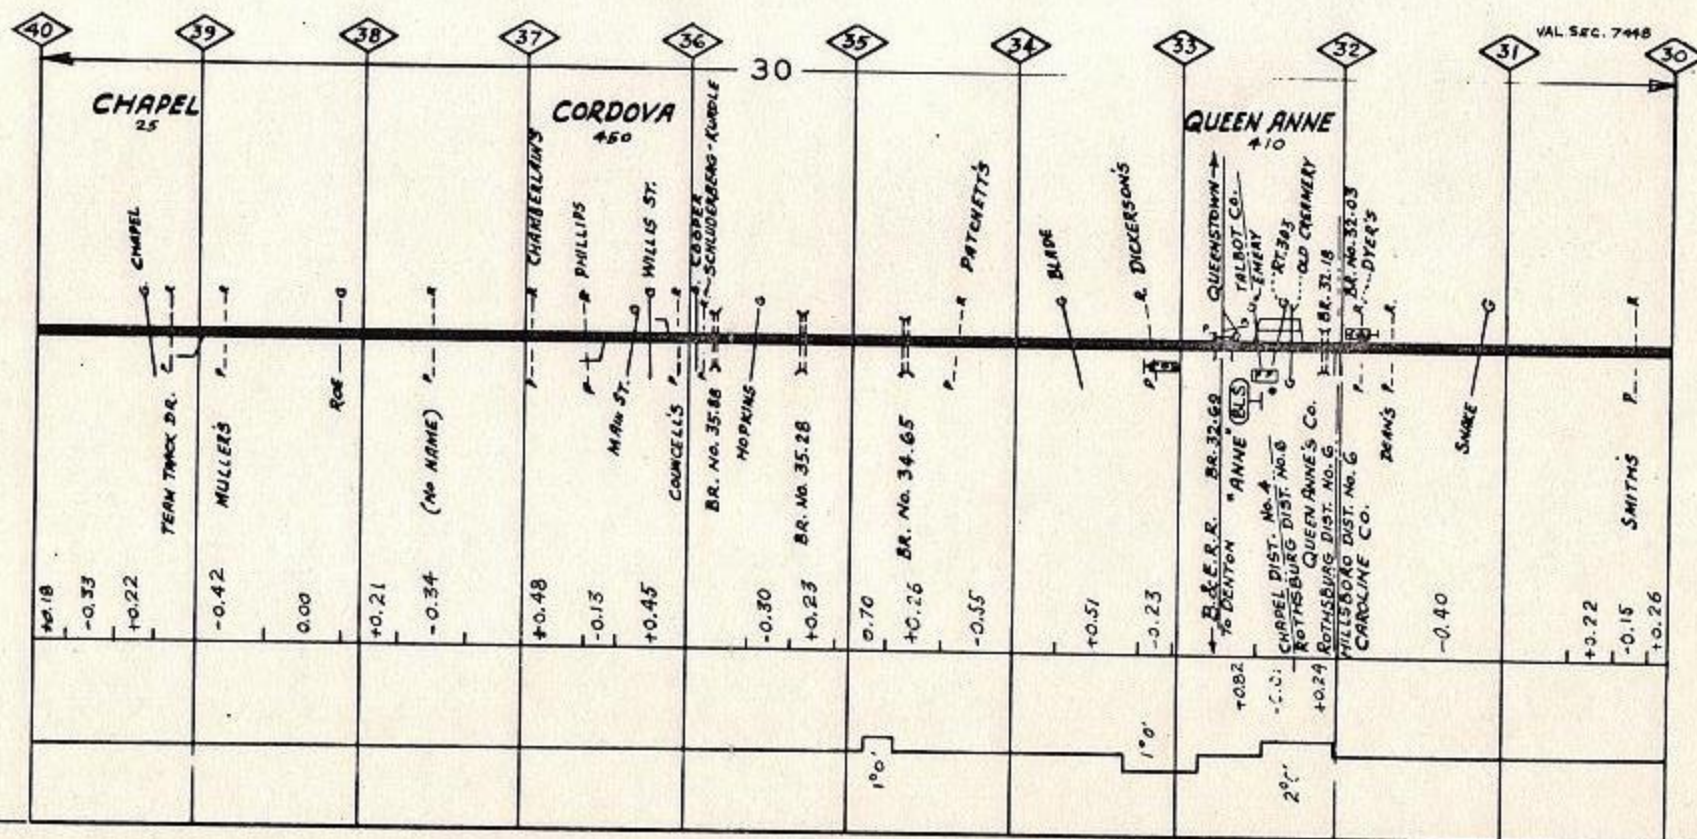 40 39 38 37 36 35 34 33 32 31 30
VAL. SEC. 7448
30
CHAPEL
25
CORDOVA
450
QUEEN ANNE
410
G CHAPEL
R
C
TEAM TRACK DR.
R
P
MULLER'S
G
ROE
R
P
(NO NAME)
R CHAMBERLAIN'S
P
R PHILLIPS
P
G
MAIN ST.
G WILLIS ST.
R
P
COUNCELL'S
G. COOPER
R SCHLUDERBERG-KURDLE
P
BR. NO. 35.88
G
HOPKINS
BR. NO. 35.28
BR. NO. 34.65
R PATCHETT'S
P
G BLADE
R DICKERSON'S
P
QUEENSTOWN
TALBOT CO.
G EMERY
G RT. 303
OLD CREAMERY
G
BR. 32.18
BR. NO. 32.03
R DYER'S
P
R
DEAN'S P
G
SNAKE
R
P
SMITHS
B. & E. R.R. BR. 32.69
TO DENTON "ANNE" BLS
CHAPEL DIST. No. 4
ROTHSBURG DIST. No. 6
QUEEN ANNE'S CO.
ROTHSBURG DIST. No. 6
HILLSBORO DIST. No. 6
CAROLINE CO.
+0.18
-0.33
+0.22
-0.42
0.00
+0.21
-0.34
+0.48
-0.13
+0.45
-0.30
+0.23
0.70
+0.26
-0.55
+0.51
-0.23
+0.82
+0.24
-0.40
+0.22
-0.15
+0.26
1°0'
1°0'